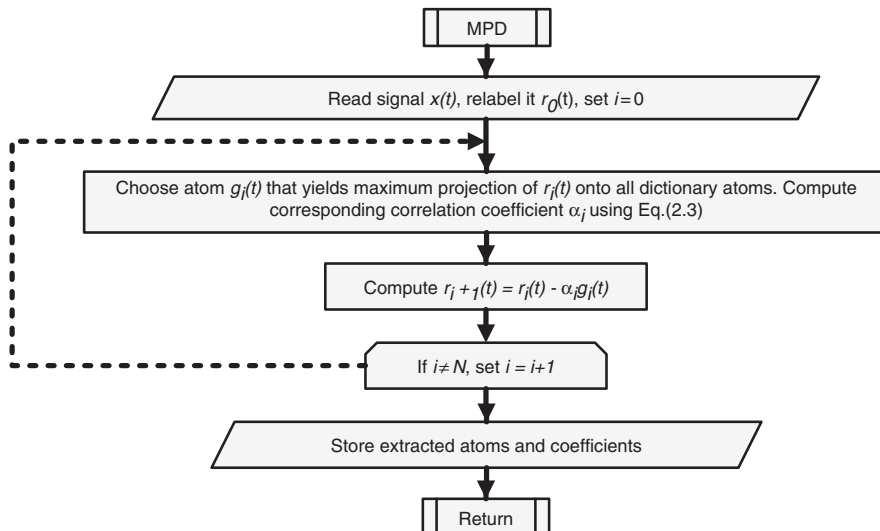 MPD
Read signal x(t), relabel it r0(t), set i=0
Choose atom gi(t) that yields maximum projection of ri(t) onto all dictionary atoms. Compute
corresponding correlation coefficient αi using Eq.(2.3)
Compute ri +1(t) = ri(t) - αigi(t)
If i≠ N, set i = i+1
Store extracted atoms and coefficients
Return